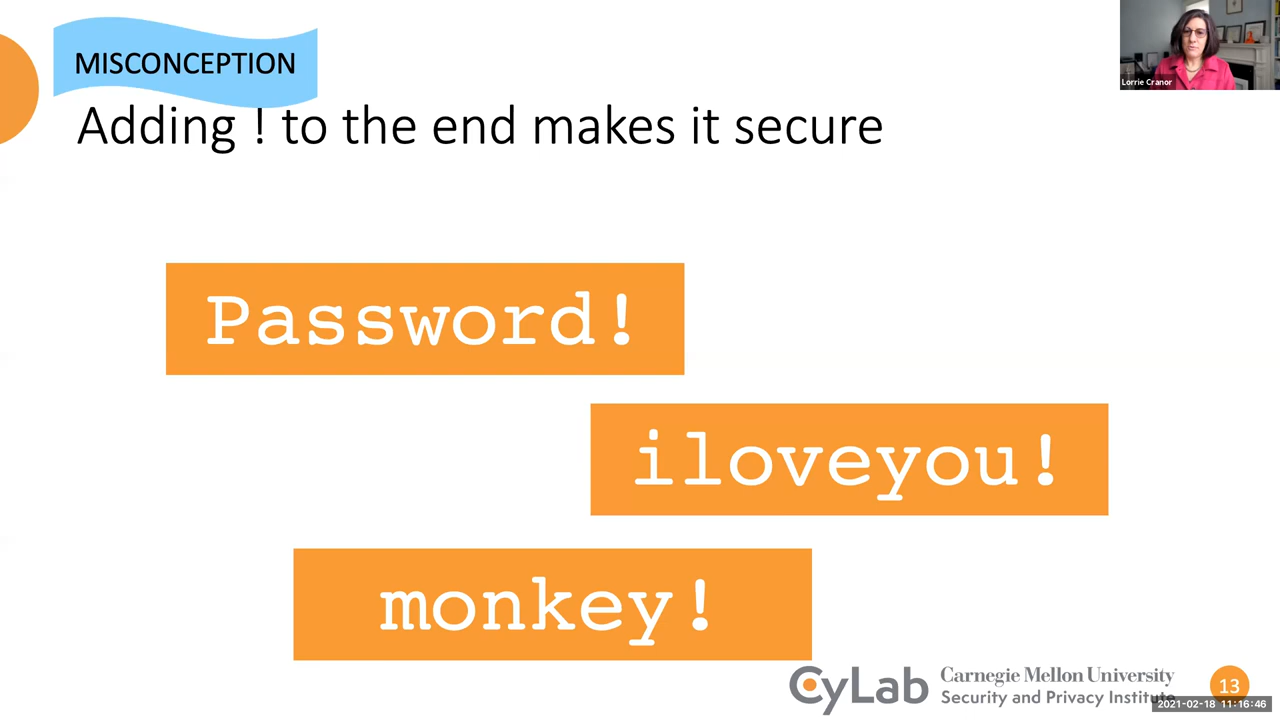 MISCONCEPTION
Adding ! to the end makes it secure
Lorrie Cranor
Password!
iloveyou!
monkey!
CyLab
Carnegie Mellon University
Security and Privacy Institute
13
2021-02-18 11:16:46